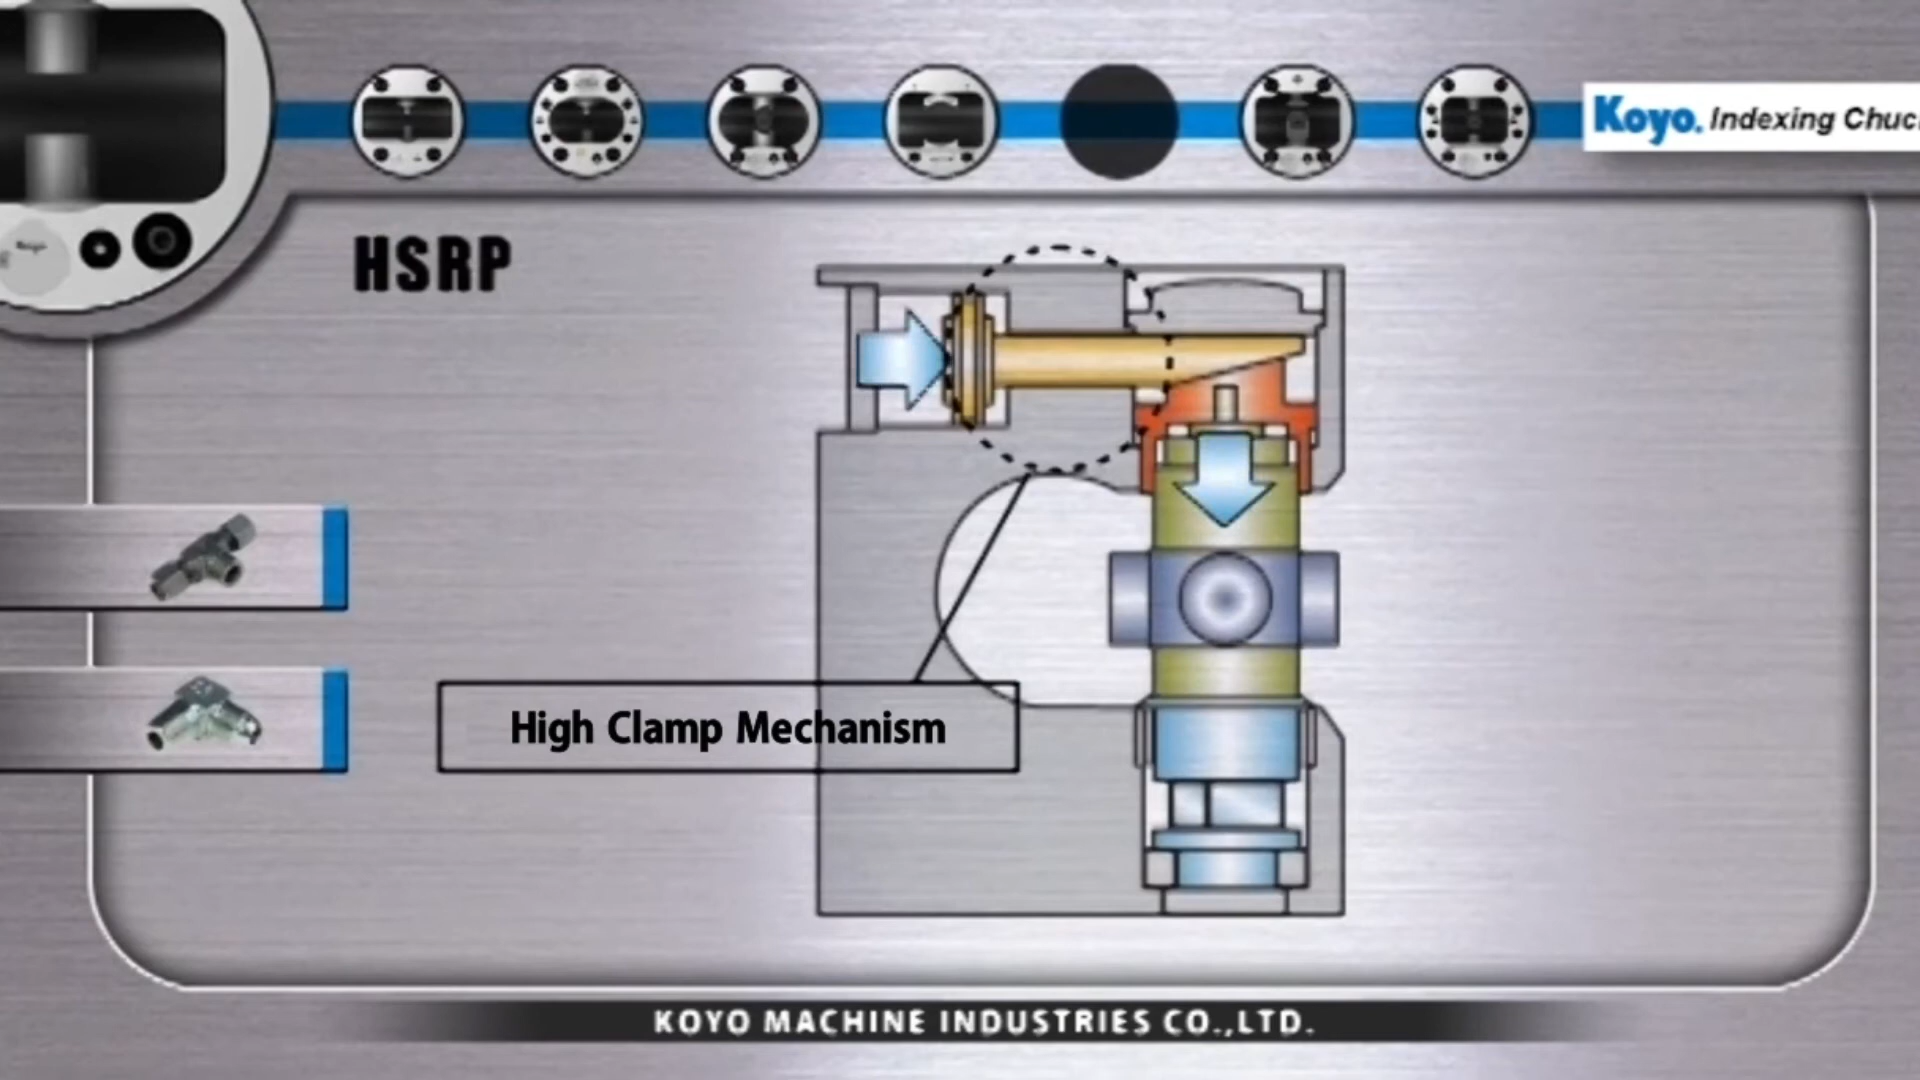 Koyo. Indexing Chuc
HSRP
High Clamp Mechanism
KOYO MACHINE INDUSTRIES CO.,LTD.